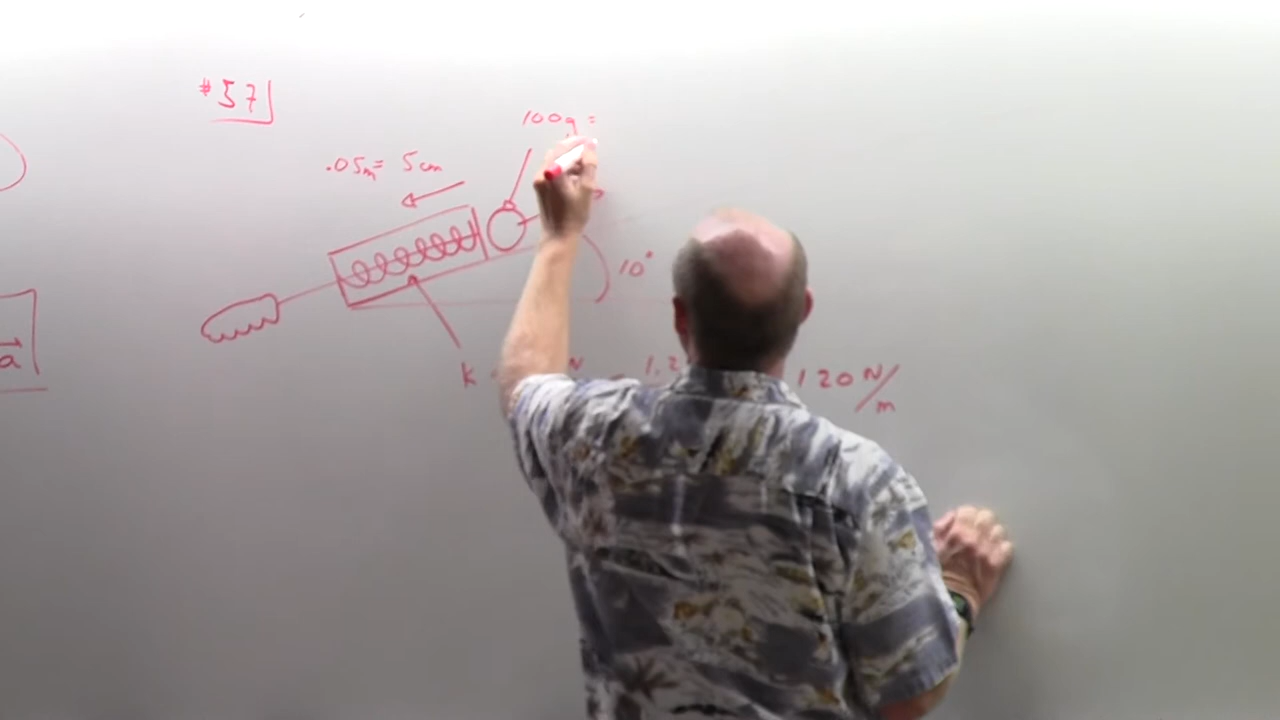 #57
100g =
.05m = 5cm
10°
a
K N = 1.2 120 N/m